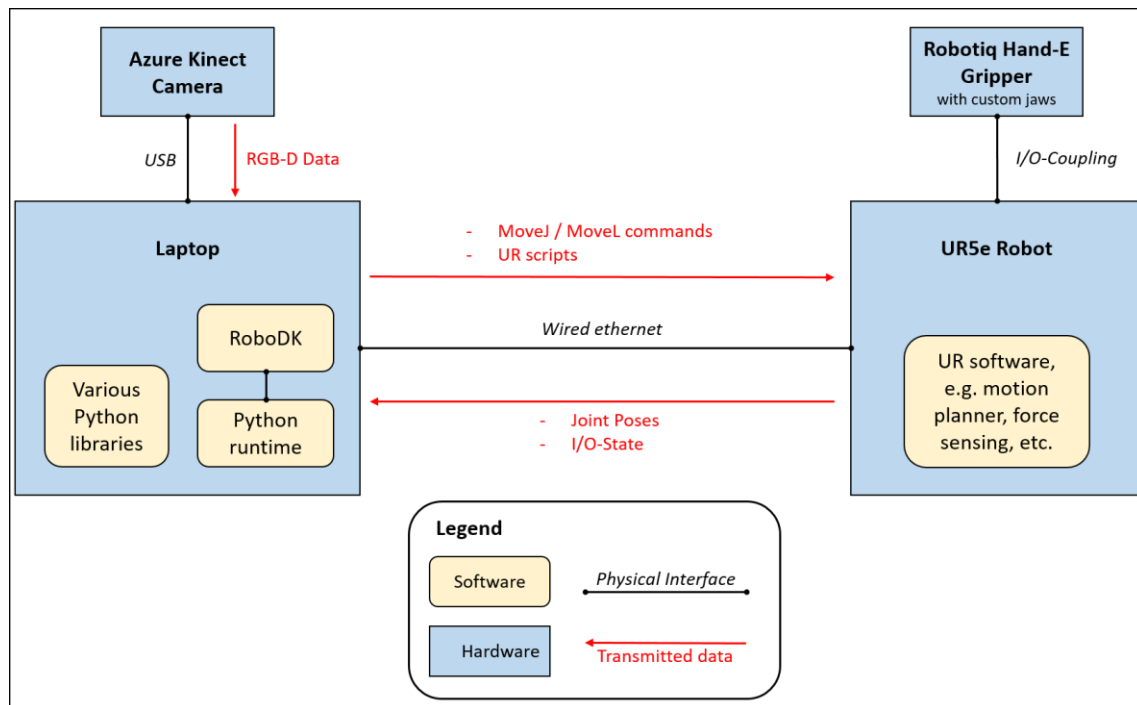 Azure Kinect
Camera
Robotiq Hand-E
Gripper
with custom jaws
USB
RGB-D Data
I/O-Coupling
Laptop
- MoveJ / MoveL commands
- UR scripts
UR5e Robot
RoboDK
Wired ethernet
Various
Python
libraries
Python
runtime
- Joint Poses
- I/O-State
UR software,
e.g. motion
planner, force
sensing, etc.
Legend
Software
Physical Interface
Hardware
Transmitted data